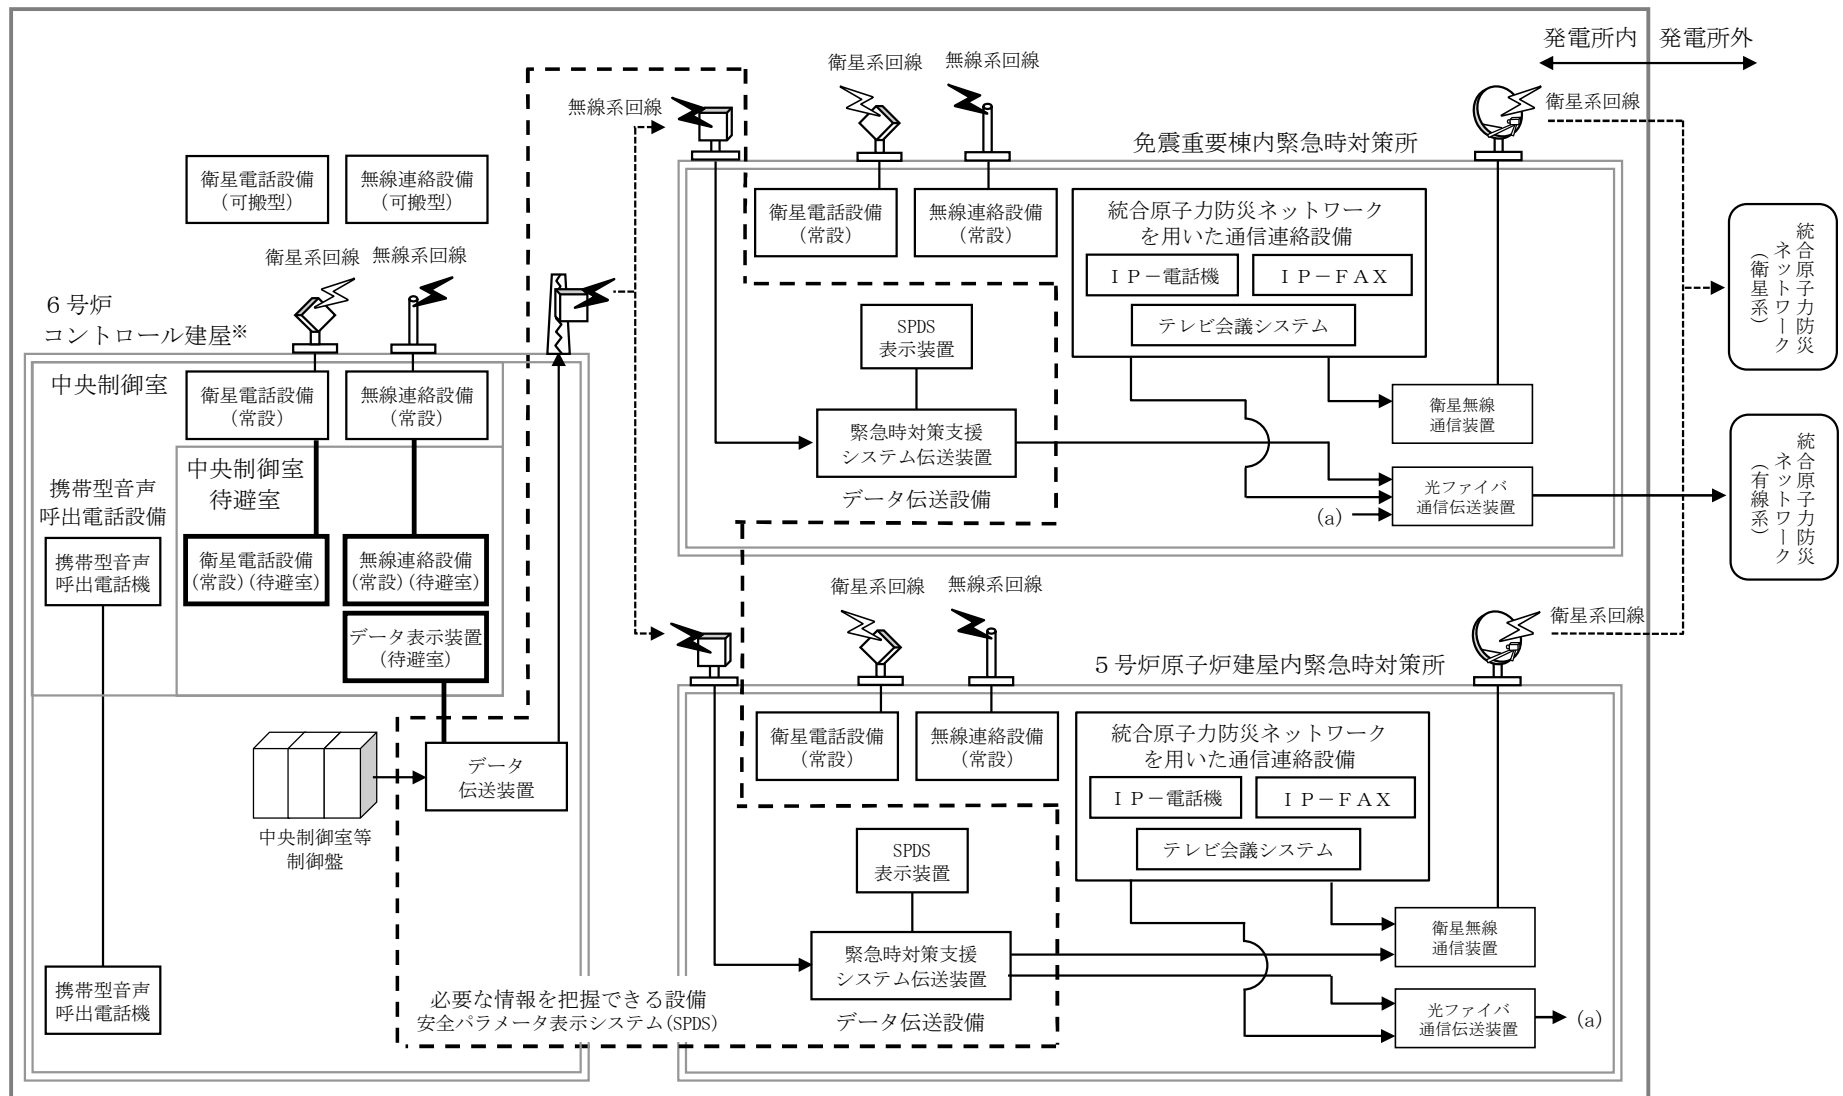 発電所内
発電所外
衛星系回線
無線系回線
無線系回線
衛星系回線
免震重要棟内緊急時対策所
衛星電話設備
(可搬型)
無線連絡設備
(可搬型)
衛星電話設備
(常設)
無線連絡設備
(常設)
統合原子力防災ネットワーク
を用いた通信連絡設備
ＩＰ－電話機
ＩＰ－ＦＡＸ
テレビ会議システム
統合原子力防災
ネットワーク
(衛星系)
衛星系回線
無線系回線
６号炉
コントロール建屋※
SPDS
表示装置
中央制御室
衛星電話設備
(常設)
無線連絡設備
(常設)
衛星無線
通信装置
緊急時対策支援
システム伝送装置
データ伝送設備
光ファイバ
通信伝送装置
(a)
統合原子力防災
ネットワーク
(有線系)
中央制御室
待避室
携帯型音声
呼出電話設備
携帯型音声
呼出電話機
衛星電話設備
(常設)(待避室)
無線連絡設備
(常設)(待避室)
データ表示装置
(待避室)
衛星系回線
無線系回線
衛星系回線
５号炉原子炉建屋内緊急時対策所
衛星電話設備
(常設)
無線連絡設備
(常設)
統合原子力防災ネットワーク
を用いた通信連絡設備
ＩＰ－電話機
ＩＰ－ＦＡＸ
テレビ会議システム
データ
伝送装置
中央制御室等
制御盤
SPDS
表示装置
衛星無線
通信装置
緊急時対策支援
システム伝送装置
データ伝送設備
光ファイバ
通信伝送装置
(a)
携帯型音声
呼出電話機
必要な情報を把握できる設備
安全パラメータ表示システム(SPDS)